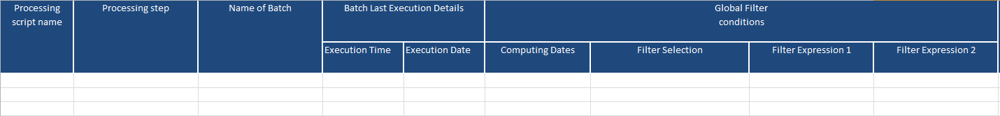 Processing
script name
Processing step
Name of Batch
Batch Last Execution Details
Global Filter
conditions
Execution Time
Execution Date
Computing Dates
Filter Selection
Filter Expression 1
Filter Expression 2